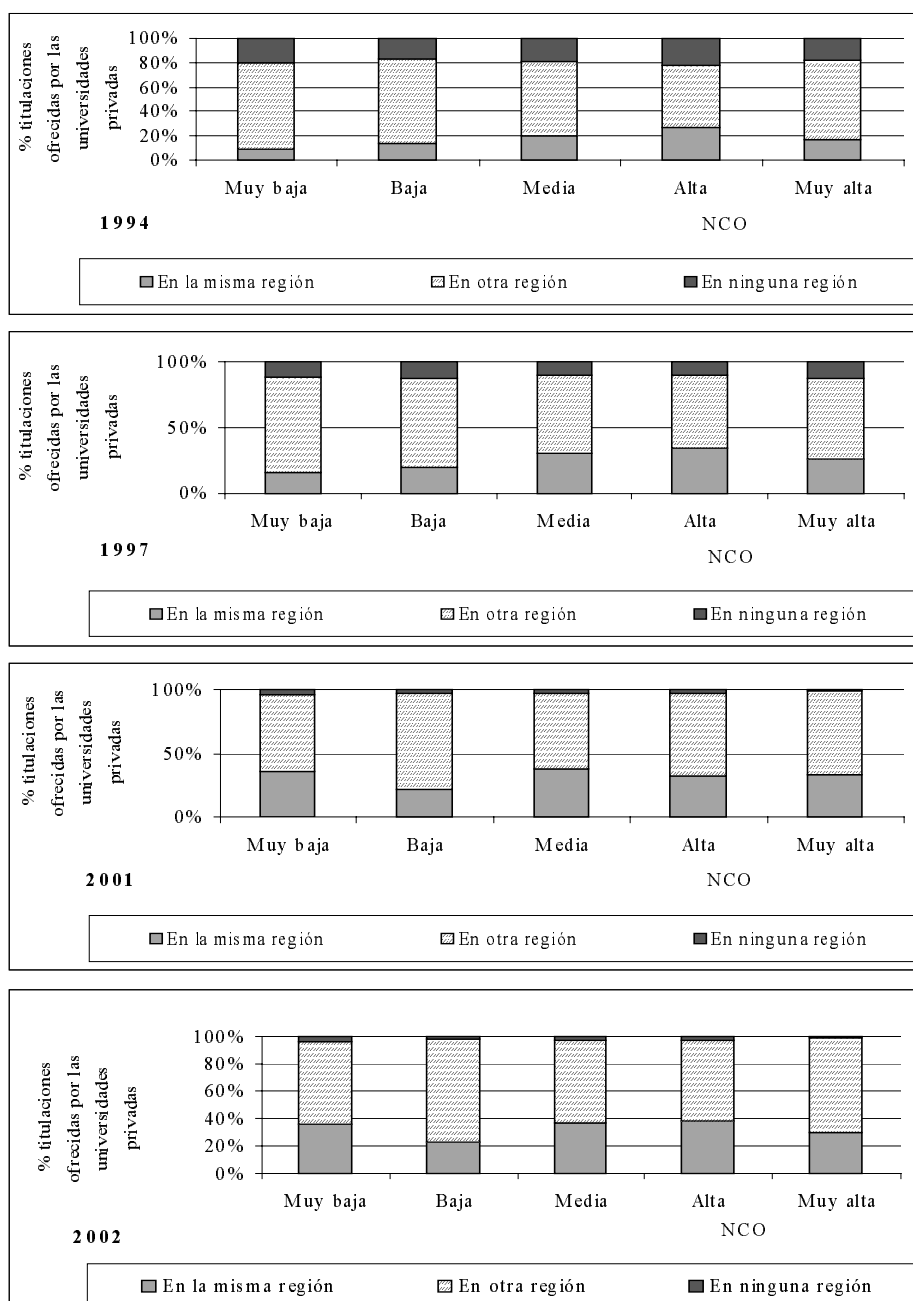 % titulaciones
ofrecidas por las
universidades
privadas
100%
80%
60%
40%
20%
0%
Muy baja Baja Media Alta Muy alta
1994 NCO
En la misma región En otra región En ninguna región
% titulaciones
ofrecidas por las
universidades
privadas
100%
50%
0%
Muy baja Baja Media Alta Muy alta
1997 NCO
En la misma región En otra región En ninguna región
% titulaciones
ofrecidas por las
universidades
privadas
100%
50%
0%
Muy baja Baja Media Alta Muy alta
2001 NCO
En la misma región En otra región En ninguna región
% titulaciones
ofrecidas por las
universidades
privadas
100%
80%
60%
40%
20%
0%
Muy baja Baja Media Alta Muy alta
2002 NCO
En la misma región En otra región En ninguna región